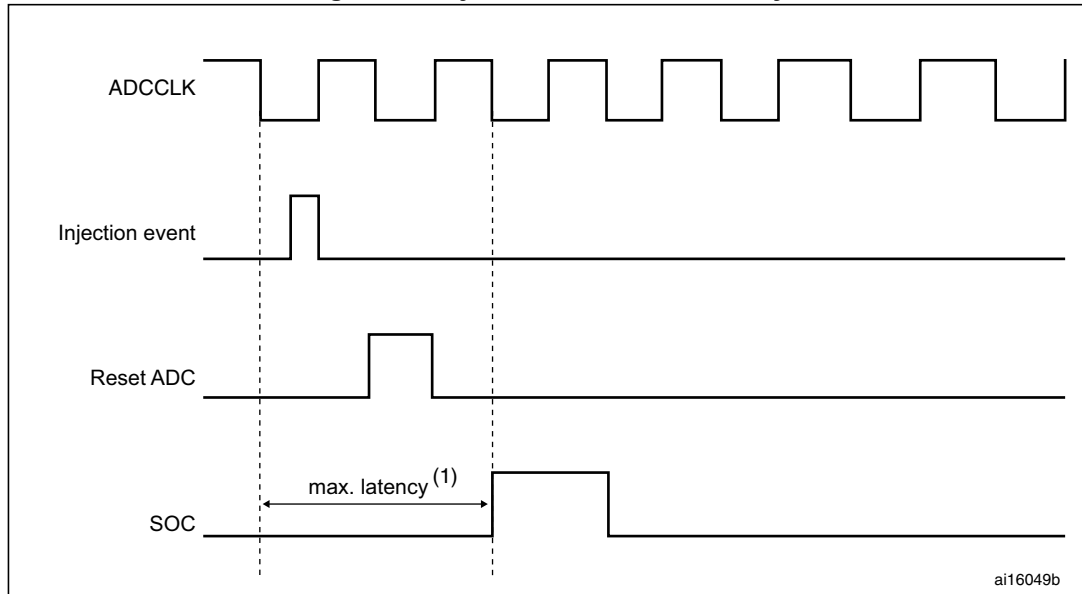 ADCCLK
Injection event
Reset ADC
max. latency (1)
SOC
ai16049b